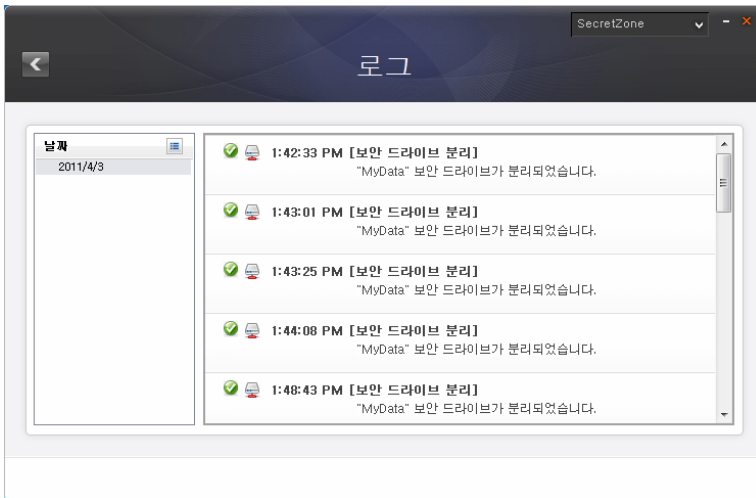 SecretZone
로그
날짜
2011/4/3
1:42:33 PM [보안 드라이브 분리]
"MyData" 보안 드라이브가 분리되었습니다.
1:43:01 PM [보안 드라이브 분리]
"MyData" 보안 드라이브가 분리되었습니다.
1:43:25 PM [보안 드라이브 분리]
"MyData" 보안 드라이브가 분리되었습니다.
1:44:08 PM [보안 드라이브 분리]
"MyData" 보안 드라이브가 분리되었습니다.
1:48:43 PM [보안 드라이브 분리]
"MyData" 보안 드라이브가 분리되었습니다.